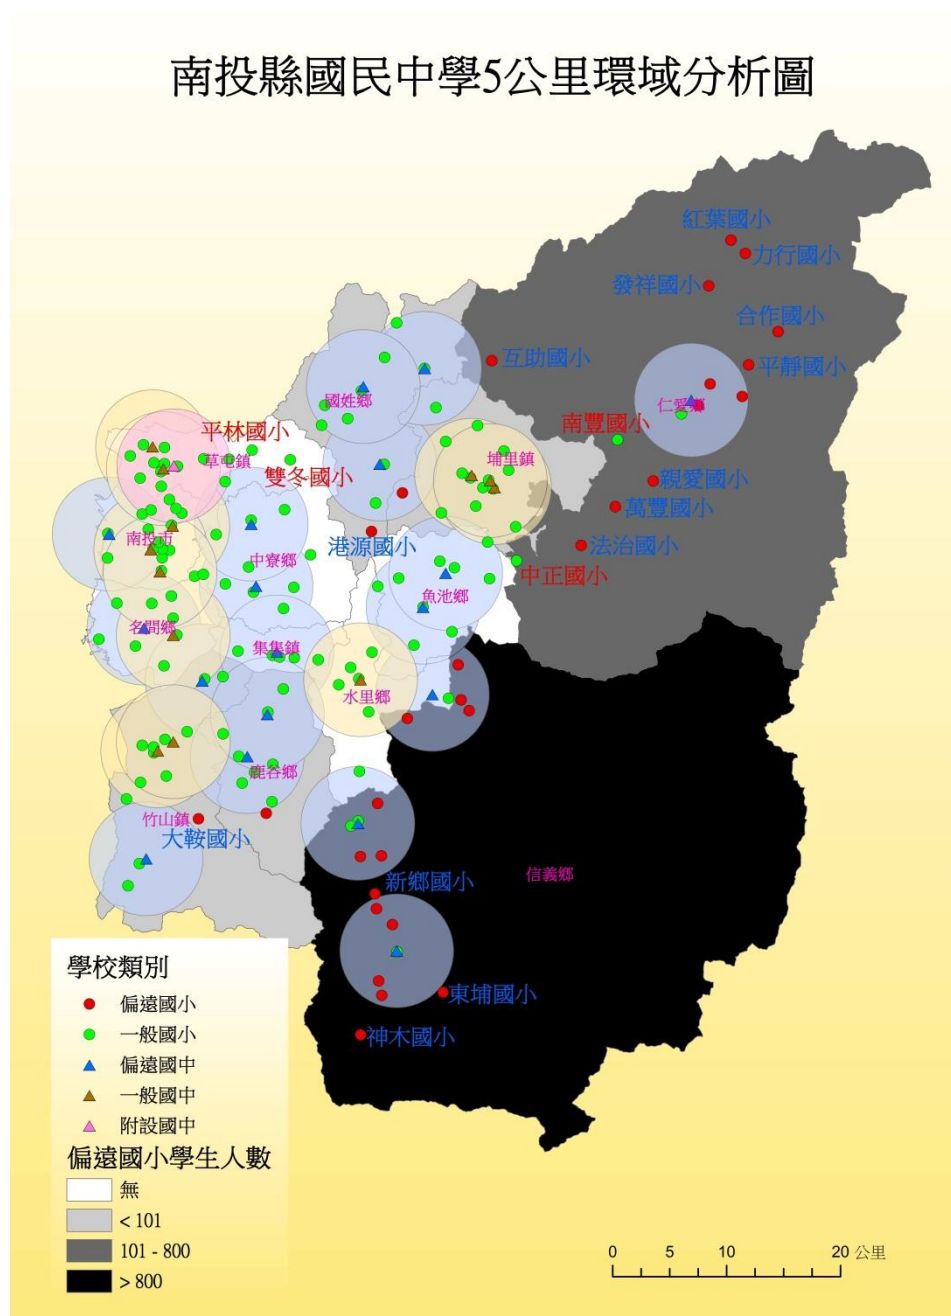 南投縣國民中學5公里環域分析圖
紅葉國小
力行國小
發祥國小
合作國小
互助國小
平靜國小
國姓鄉
仁愛鄉
平林國小
南豐國小
草屯鎮
埔里鎮
雙冬國小
親愛國小
萬豐國小
港源國小
南投市
法治國小
中寮鄉
中正國小
魚池鄉
名間鄉
集集鎮
水里鄉
鹿谷鄉
竹山鎮
大鞍國小
信義鄉
新鄉國小
東埔國小
神木國小
學校類別
偏遠國小
一般國小
偏遠國中
一般國中
附設國中
偏遠國小學生人數
無
< 101
101 - 800
> 800
0 5 10 20 公里